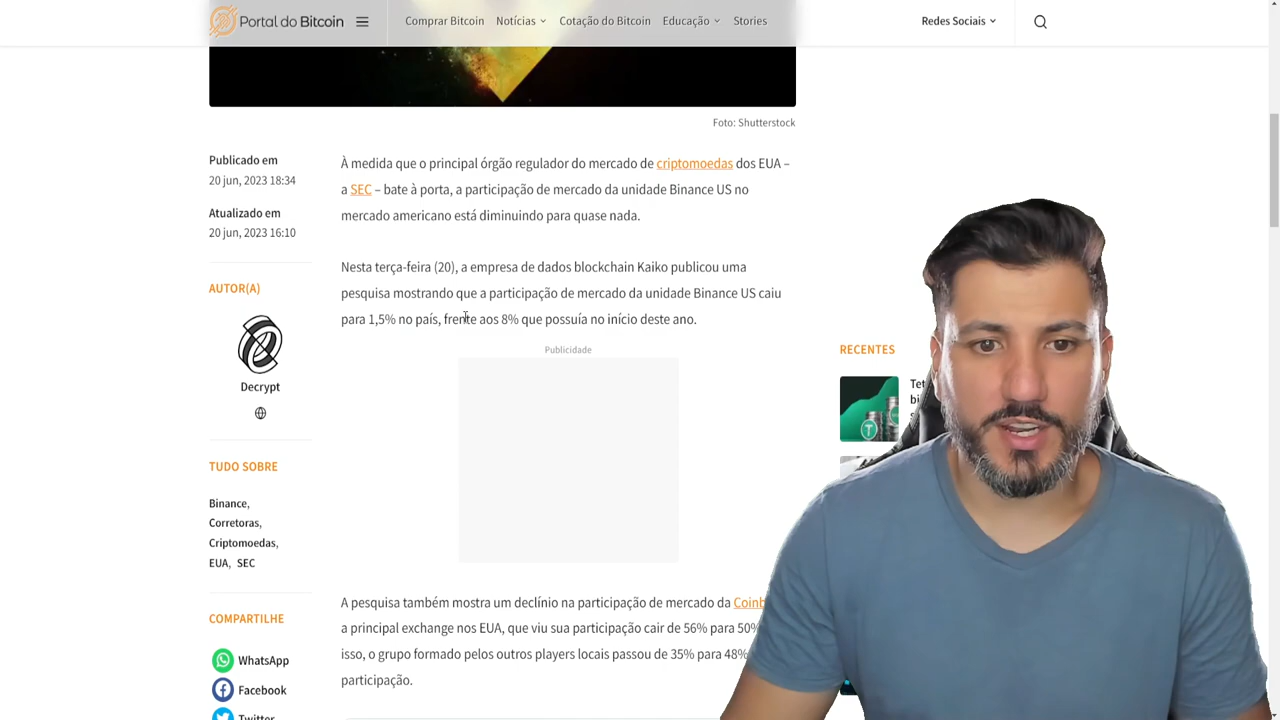 Portal do Bitcoin
Comprar Bitcoin Notícias Cotação do Bitcoin Educação Stories
Redes Sociais
Foto: Shutterstock
Publicado em
20 jun, 2023 18:34
Atualizado em
20 jun, 2023 16:10
AUTOR(A)
Decrypt
TUDO SOBRE
Binance,
Corretoras,
Criptomoedas,
EUA, SEC
COMPARTILHE
WhatsApp
Facebook
Twitter
À medida que o principal órgão regulador do mercado de criptomoedas dos EUA –
a SEC – bate à porta, a participação de mercado da unidade Binance US no
mercado americano está diminuindo para quase nada.
Nesta terça-feira (20), a empresa de dados blockchain Kaiko publicou uma
pesquisa mostrando que a participação de mercado da unidade Binance US caiu
para 1,5% no país, frente aos 8% que possuía no início deste ano.
Publicidade
A pesquisa também mostra um declínio na participação de mercado da
a principal exchange nos EUA, que viu sua participação cair de 56% para 50%
isso, o grupo formado pelos outros players locais passou de 35% para 48%
participação.
RECENTES